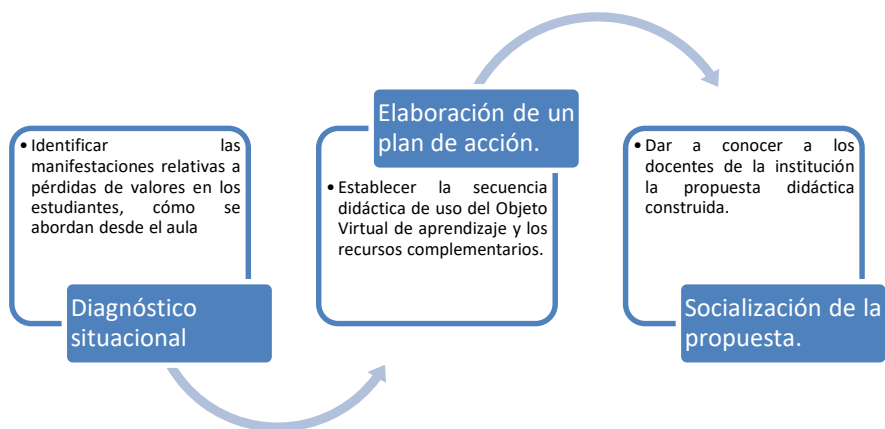 • Identificar las
manifestaciones relativas a
pérdidas de valores en los
estudiantes, cómo se
abordan desde el aula
Diagnóstico
situacional
Elaboración de un
plan de acción.
• Establecer la secuencia
didáctica de uso del Objeto
Virtual de aprendizaje y los
recursos complementarios.
• Dar a conocer a los
docentes de la institución
la propuesta didáctica
construida.
Socialización de la
propuesta.